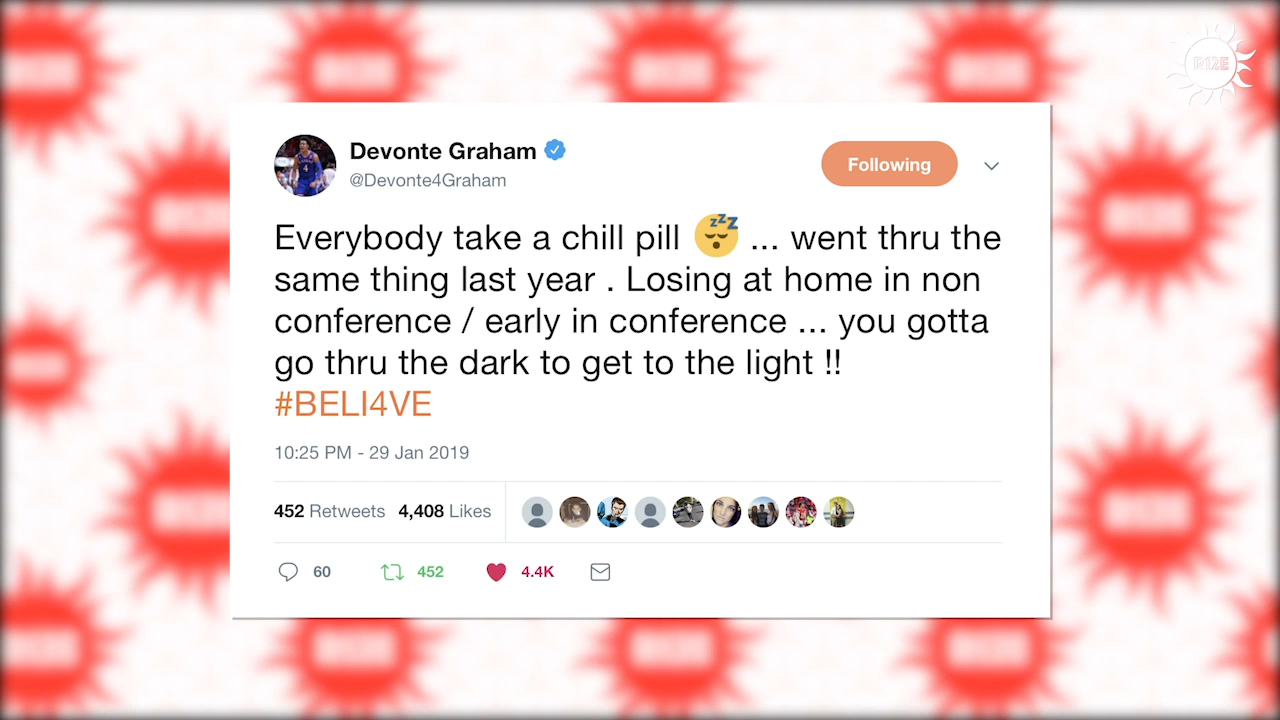 R12E
Devonte Graham
@Devonte4Graham
Following
Everybody take a chill pill 😴 ... went thru the
same thing last year . Losing at home in non
conference / early in conference ... you gotta
go thru the dark to get to the light !!
#BELI4VE
10:25 PM - 29 Jan 2019
452 Retweets 4,408 Likes
60 452 4.4K